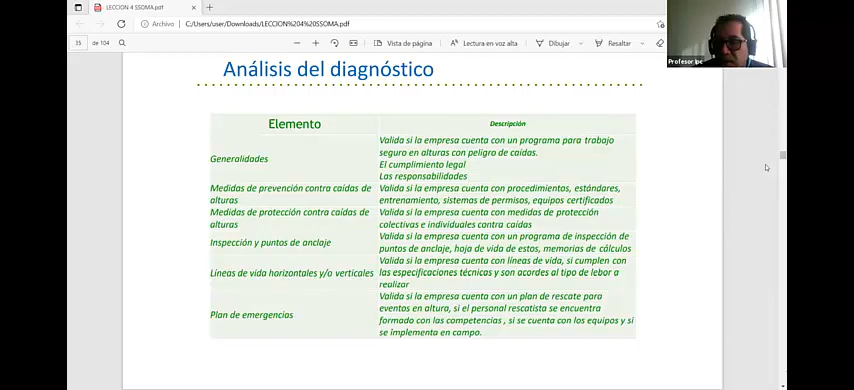 LECCION 4 SSOMA.pdf
Archivo
C:/Users/user/Downloads/LECCION%204%20SSOMA.pdf
35 de 104
Vista de página
Lectura en voz alta
Dibujar
Resaltar
Profesor Ipc
Análisis del diagnóstico
Elemento
Descripción
Generalidades
Valida si la empresa cuenta con un programa para trabajo
seguro en alturas con peligro de caídas.
El cumplimiento legal
Las responsabilidades
Medidas de prevención contra caídas de
alturas
Valida si la empresa cuenta con procedimientos, estándares,
entrenamiento, sistemas de permisos, equipos certificados
Medidas de protección contra caídas de
alturas
Valida si la empresa cuenta con medidas de protección
colectivas e individuales contra caídas
Inspección y puntos de anclaje
Valida si la empresa cuenta con un programa de inspección de
puntos de anclaje, hoja de vida de estos, memorias de cálculos
Líneas de vida horizontales y/o verticales
Valida si la empresa cuenta con líneas de vida, si cumplen con
las especificaciones técnicas y son acordes al tipo de lebor a
realizar
Plan de emergencias
Valida si la empresa cuenta con un plan de rescate para
eventos en altura, si el personal rescatista se encuentra
formado con las competencias , si se cuenta con los equipos y si
se implementa en campo.